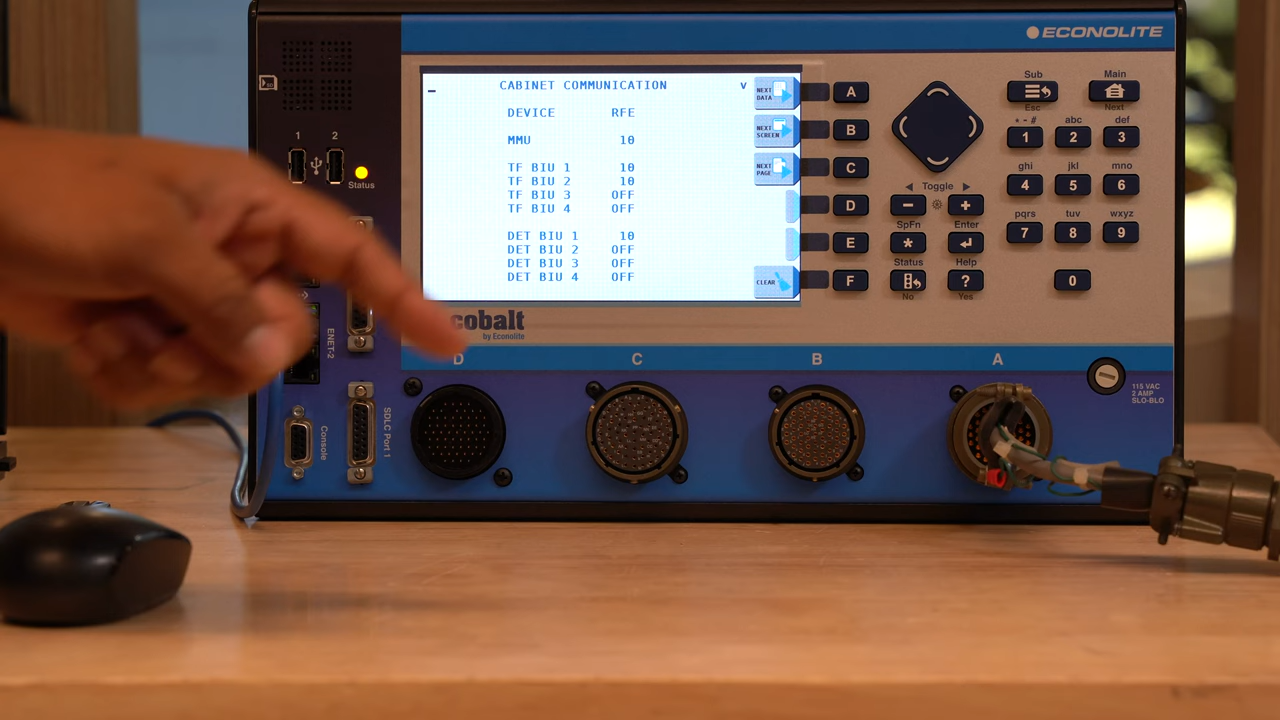 ECONOLITE
CABINET COMMUNICATION v
DEVICE RFE
MMU 10
TF BIU 1 10
TF BIU 2 10
TF BIU 3 OFF
TF BIU 4 OFF
DET BIU 1 10
DET BIU 2 OFF
DET BIU 3 OFF
DET BIU 4 OFF
NEXT DATA
NEXT SCREEN
NEXT PAGE
CLEAR
A
B
C
D
E
F
Sub
Main
Esc
Next
* - #
abc
def
1
2
3
ghi
jkl
mno
4
5
6
pqrs
tuv
wxyz
7
8
9
0
Toggle
-
+
SpFn
Enter
*
Status
Help
?
No
Yes
1 2
Status
ENET-2
Console
SDLC Port 1
cobalt
by Econolite
D
C
B
A
115 VAC
2 AMP
SLO-BLO